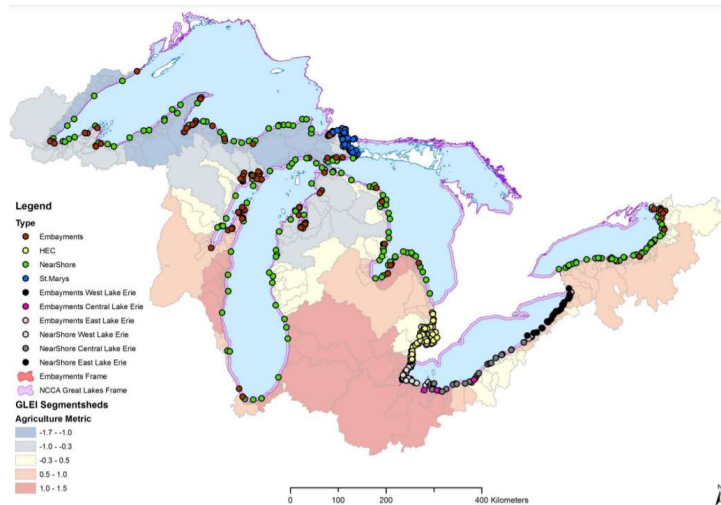 Legend
Type
Embayments
HEC
NearShore
St.Marys
Embayments West Lake Erie
Embayments Central Lake Erie
Embayments East Lake Erie
NearShore West Lake Erie
NearShore Central Lake Erie
NearShore East Lake Erie
Embayments Frame
NCCA Great Lakes Frame
GLEI Segmentsheds
Agriculture Metric
-1.7 - -1.0
-1.0 - -0.3
-0.3 - 0.5
0.5 - 1.0
1.0 - 1.5
0 100 200 400 Kilometers
N